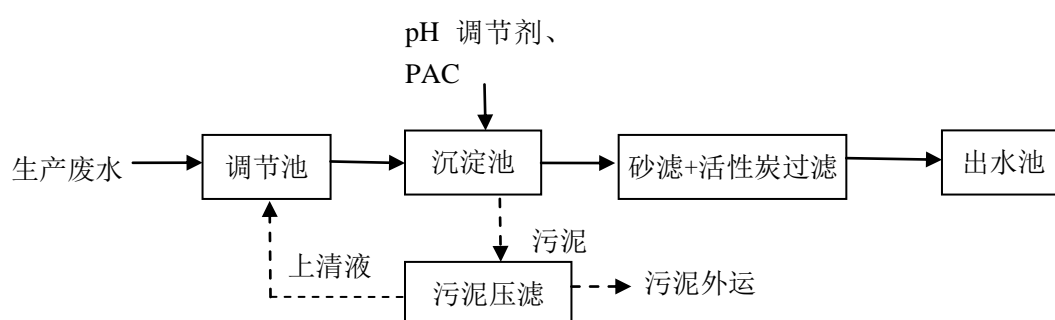 pH 调节剂、
PAC
生产废水
调节池
沉淀池
砂滤+活性炭过滤
出水池
污泥
上清液
污泥压滤
污泥外运